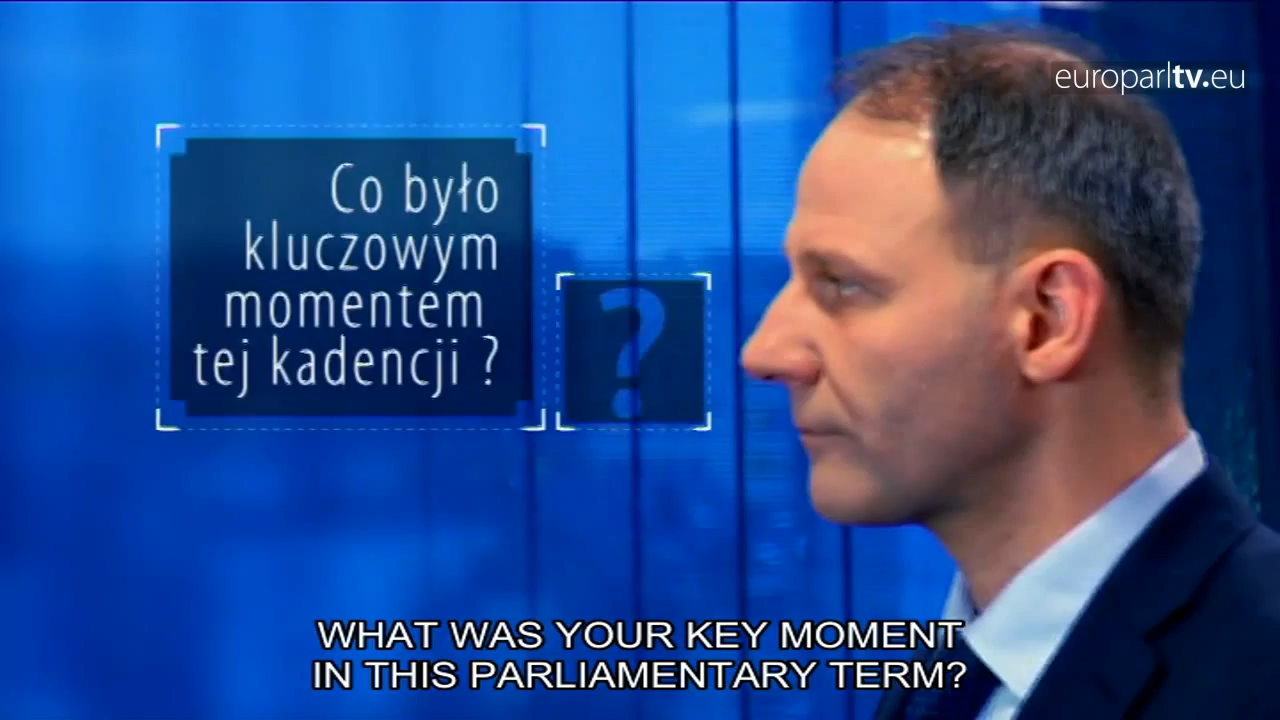 europarltv.eu
Co było
kluczowym
momentem
tej kadencji ?
?
WHAT WAS YOUR KEY MOMENT
IN THIS PARLIAMENTARY TERM?